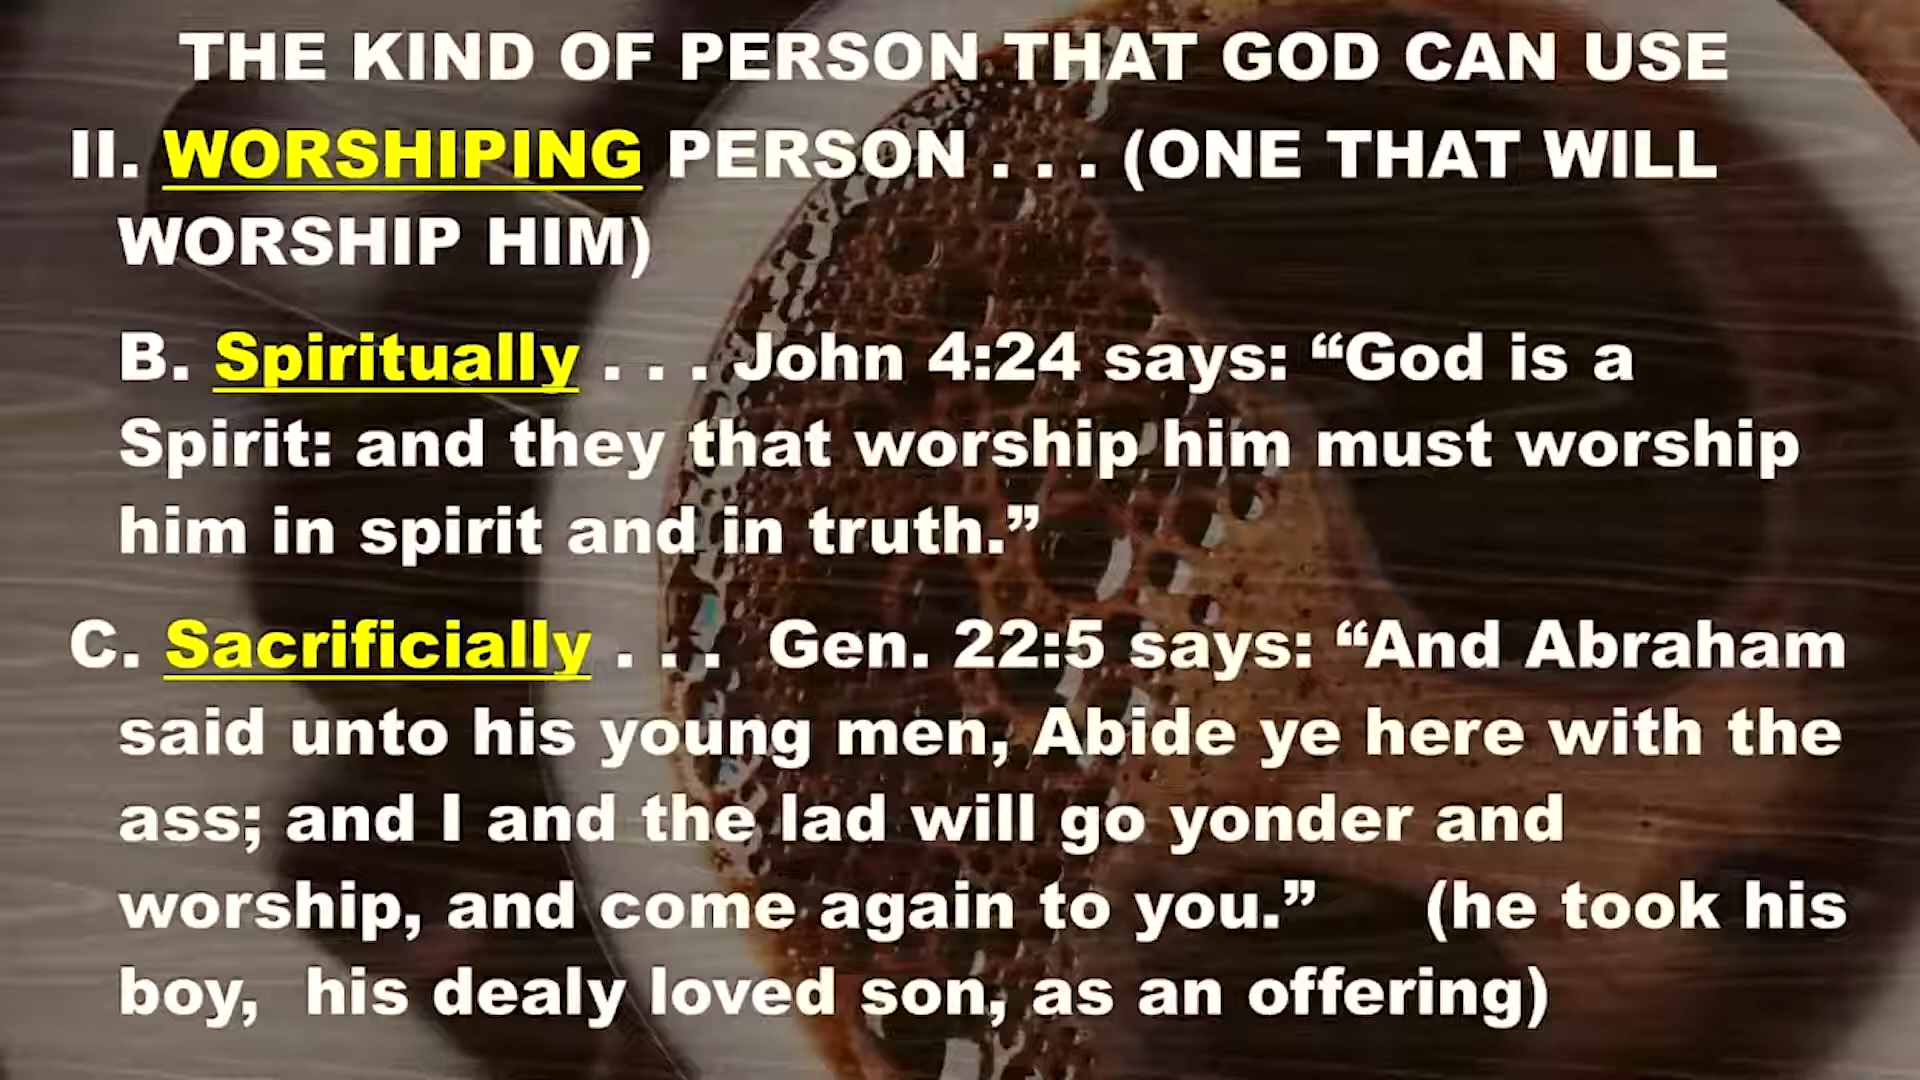 THE KIND OF PERSON THAT GOD CAN USE
II. WORSHIPING PERSON . . . (ONE THAT WILL
WORSHIP HIM)
B. Spiritually . . . John 4:24 says: “God is a
Spirit: and they that worship him must worship
him in spirit and in truth.”
C. Sacrificially . . . Gen. 22:5 says: “And Abraham
said unto his young men, Abide ye here with the
ass; and I and the lad will go yonder and
worship, and come again to you.” (he took his
boy, his dealy loved son, as an offering)